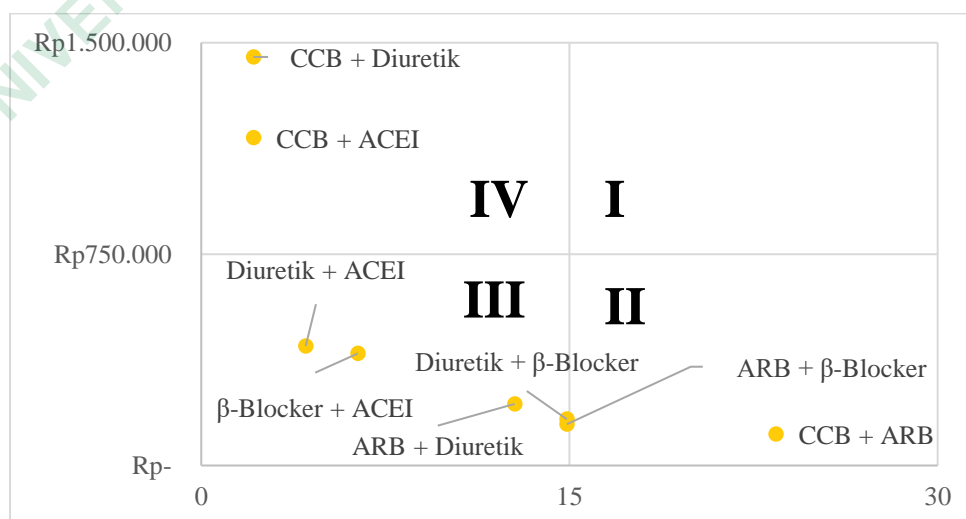 NIVE
Rp1.500.000
CCB + Diuretik
CCB + ACEI
IV
I
Rp750.000
Diuretik + ACEI
III
II
Diuretik + β-Blocker
ARB + β-Blocker
β-Blocker + ACEI
ARB + Diuretik
CCB + ARB
Rp-
0
15
30